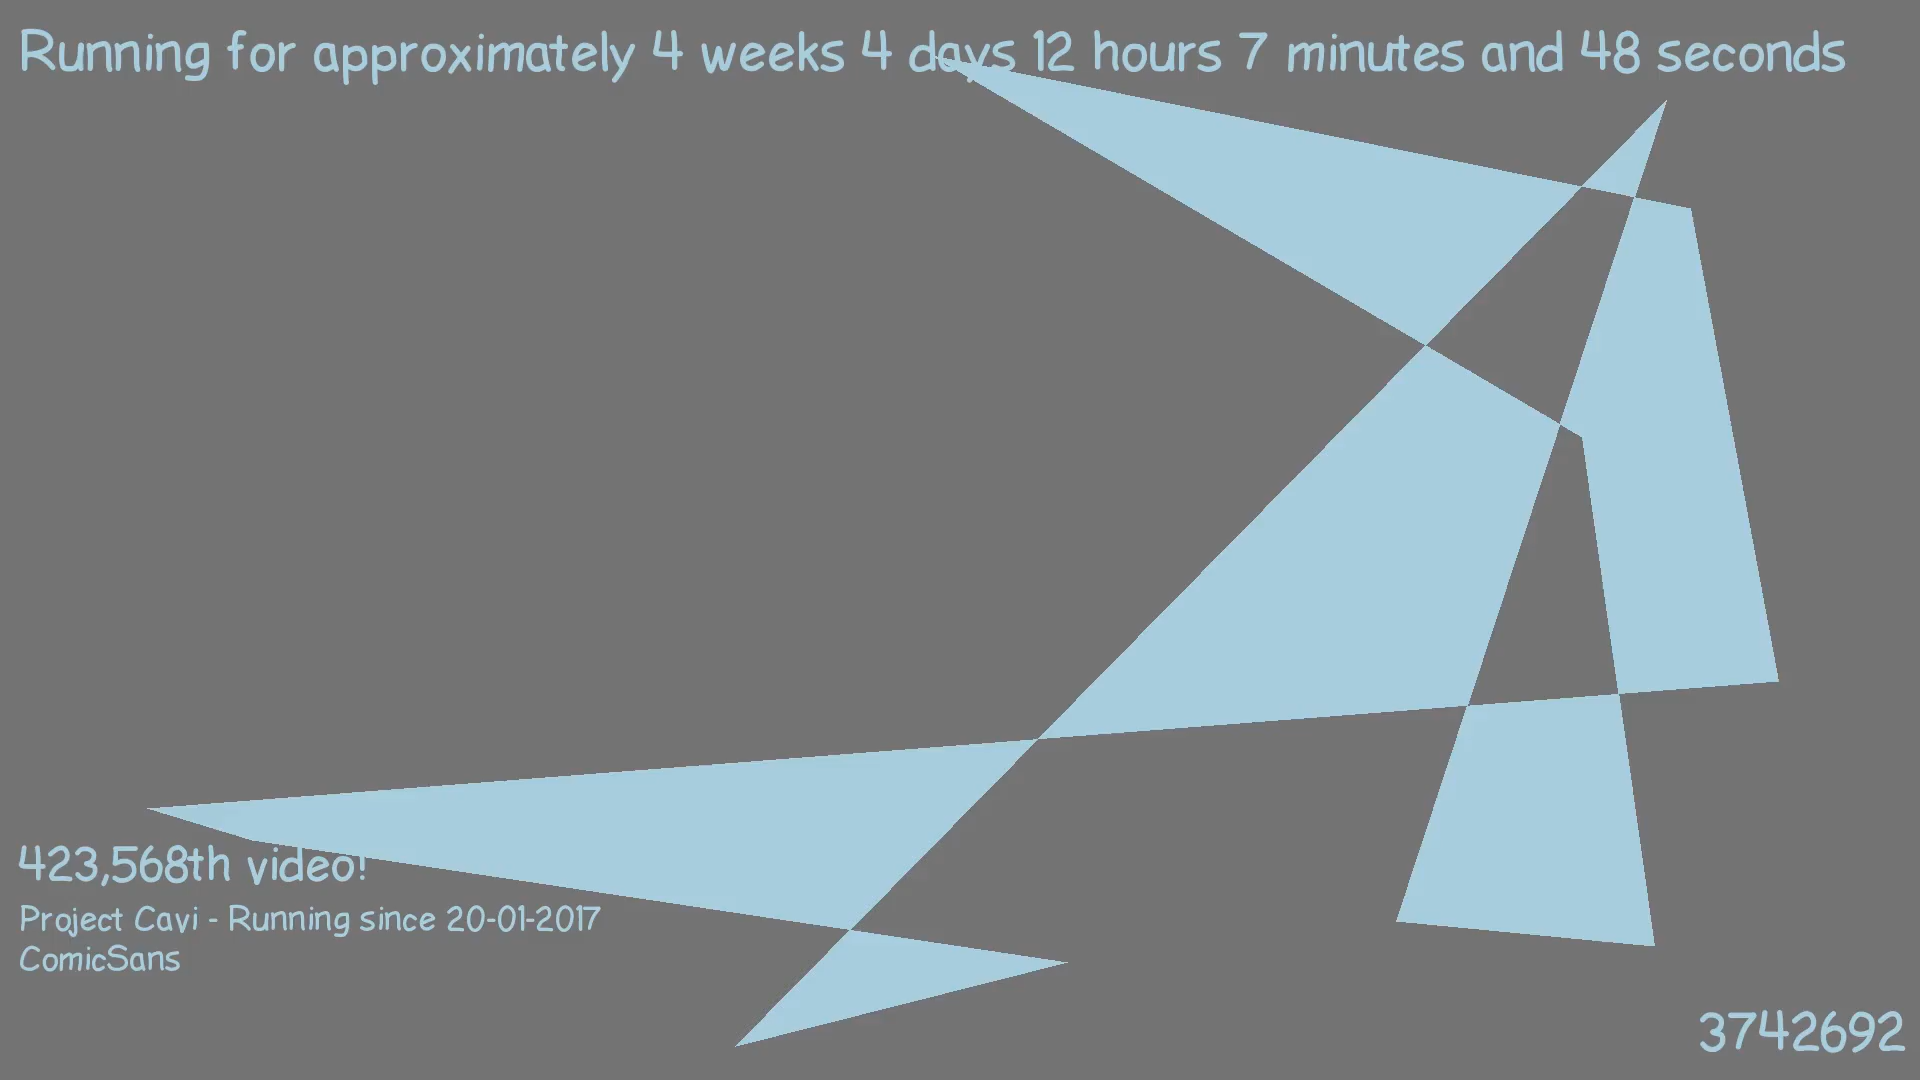 Running for approximately 4 weeks 4 days 12 hours 7 minutes and 48 seconds
423,568th video!
Project Cavi - Running since 20-01-2017
ComicSans
3742692